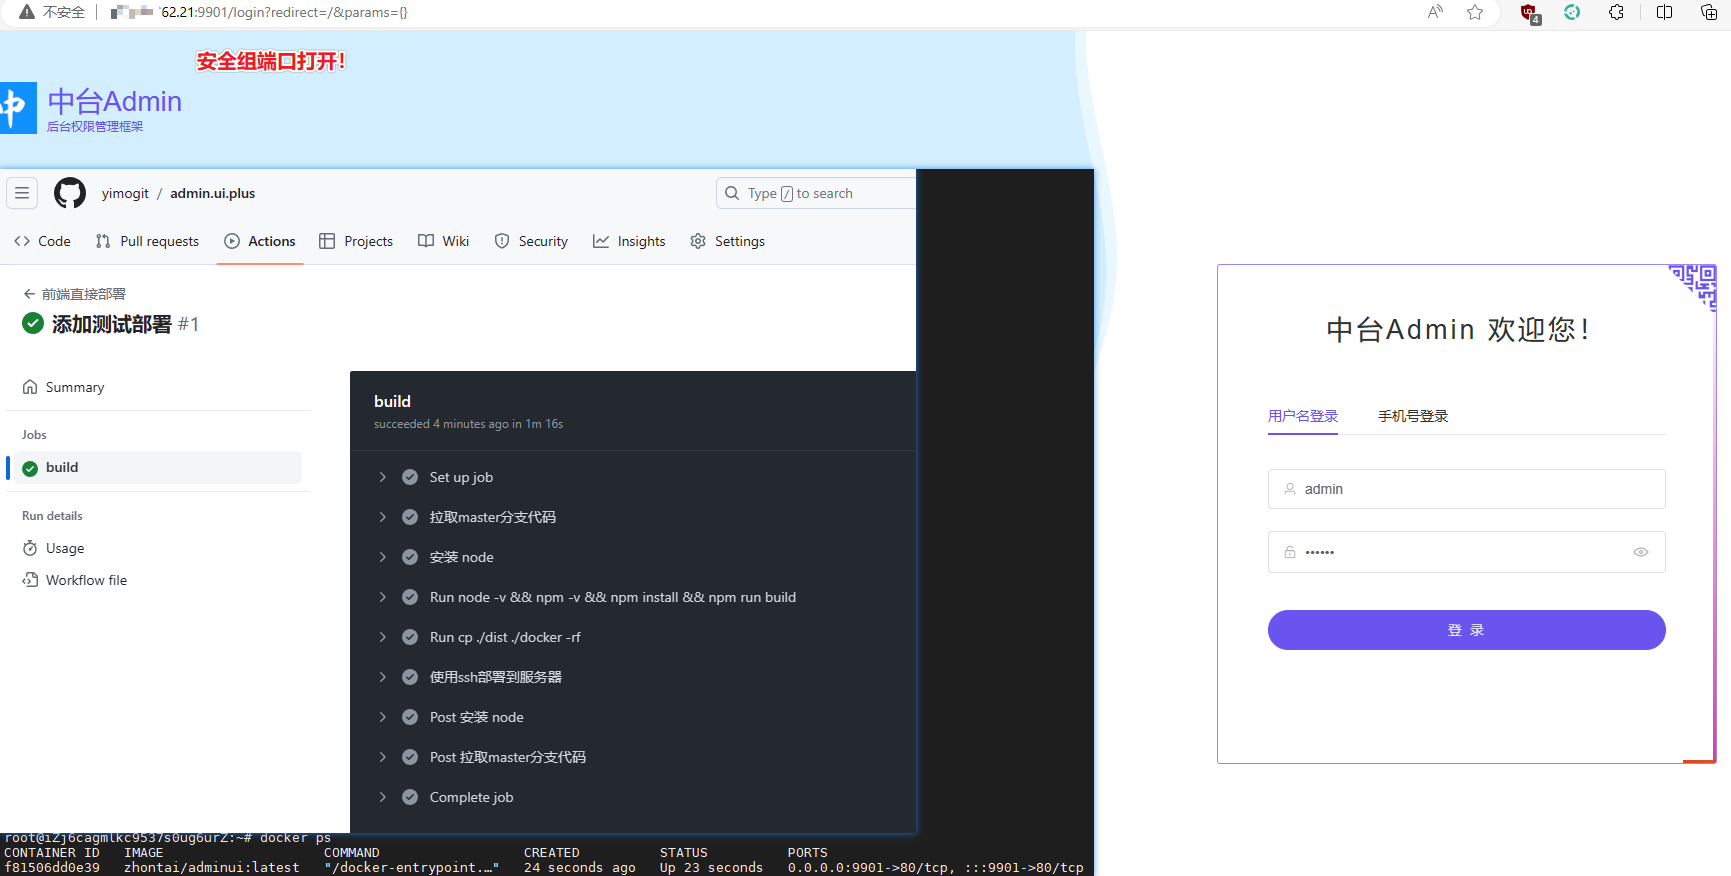 不安全 62.21:9901/login?redirect=/&params={}
4
安全组端口打开！
中
中台Admin
后台权限管理框架
yimogit / admin.ui.plus
Type / to search
Code Pull requests Actions Projects Wiki Security Insights Settings
前端直接部署
添加测试部署 #1
Summary
Jobs
build
Run details
Usage
Workflow file
build
succeeded 4 minutes ago in 1m 16s
Set up job
拉取master分支代码
安装 node
Run node -v && npm -v && npm install && npm run build
Run cp ./dist ./docker -rf
使用ssh部署到服务器
Post 安装 node
Post 拉取master分支代码
Complete job
root@iZj6cagmlkc9537s0ug6urZ:~# docker ps
CONTAINER ID IMAGE COMMAND CREATED STATUS PORTS
f81506dd0e39 zhontai/adminui:latest "/docker-entrypoint.…" 24 seconds ago Up 23 seconds 0.0.0.0:9901->80/tcp, :::9901->80/tcp
中台Admin 欢迎您！
用户名登录 手机号登录
admin
••••••
登 录